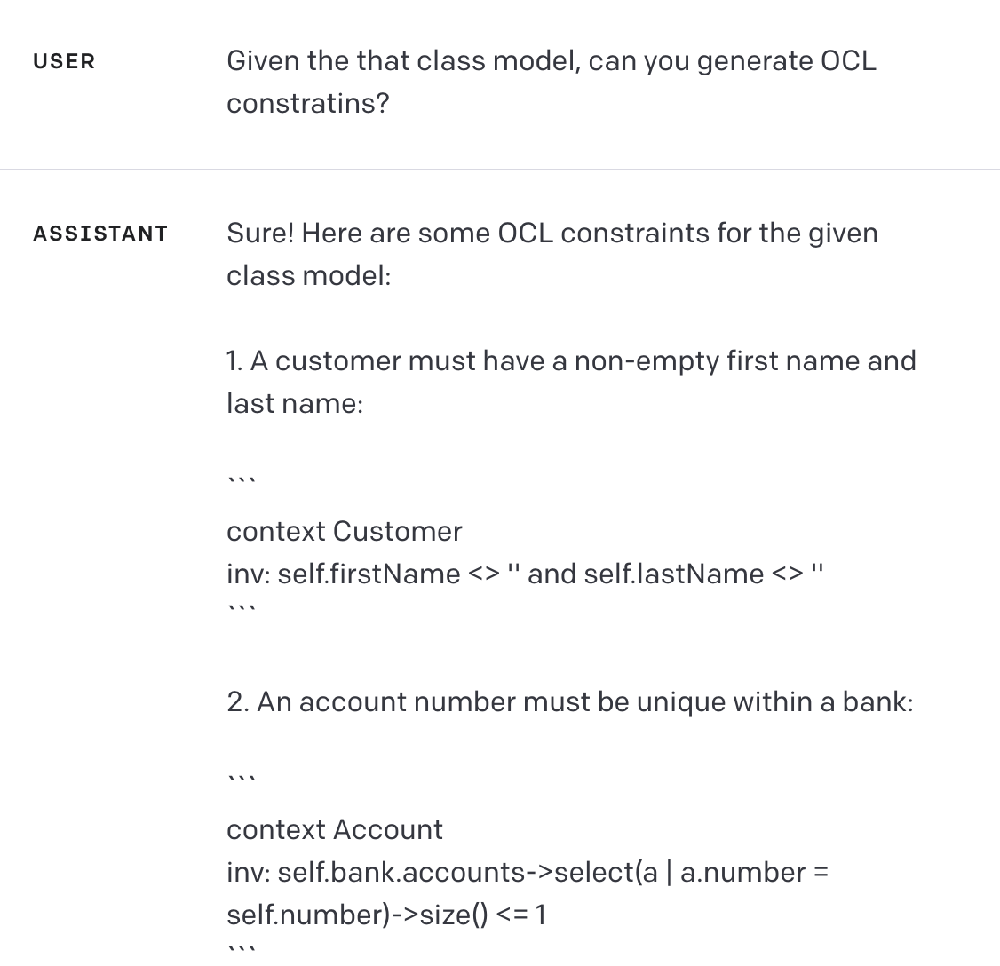 USER
Given the that class model, can you generate OCL
constratins?
ASSISTANT
Sure! Here are some OCL constraints for the given
class model:
1. A customer must have a non-empty first name and
last name:
```
context Customer
inv: self.firstName <> '' and self.lastName <> ''
```
2. An account number must be unique within a bank:
```
context Account
inv: self.bank.accounts->select(a | a.number =
self.number)->size() <= 1
```